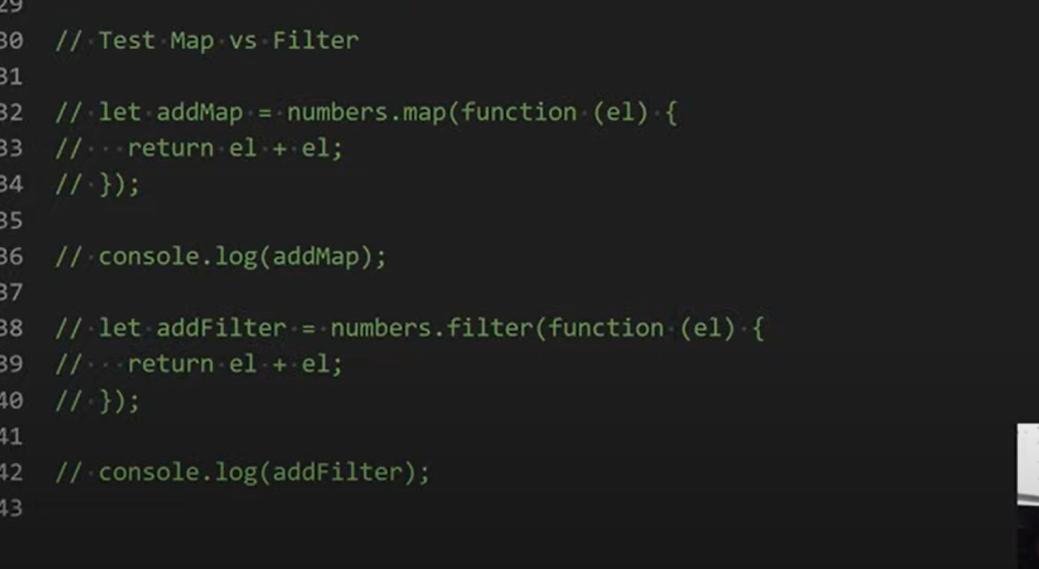 29
30 // Test Map vs Filter
31
32 // let addMap = numbers.map(function (el) {
33 //   return el + el;
34 // });
35
36 // console.log(addMap);
37
38 // let addFilter = numbers.filter(function (el) {
39 //   return el + el;
40 // });
41
42 // console.log(addFilter);
43